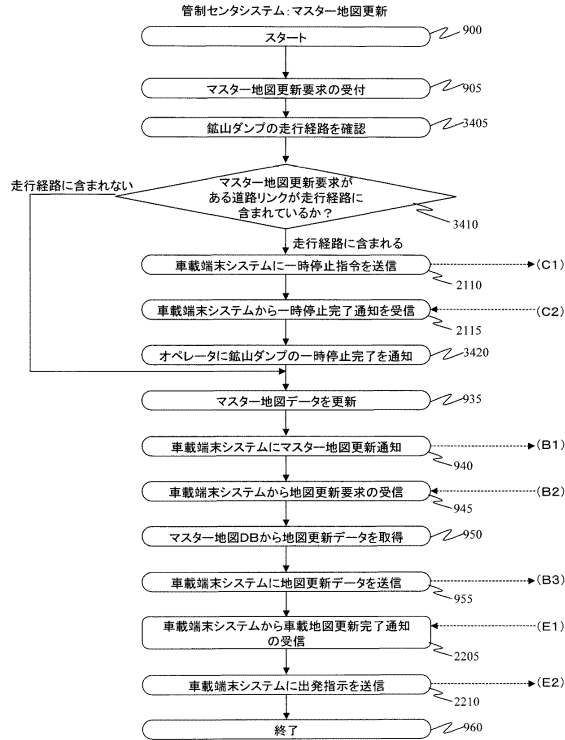 管制センタシステム：マスター地図更新
スタート
900
マスター地図更新要求の受付
905
鉱山ダンプの走行経路を確認
3405
走行経路に含まれない
マスター地図更新要求が
ある道路リンクが走行経路に
含まれているか？
3410
走行経路に含まれる
車載端末システムに一時停止指令を送信
(C1)
2110
車載端末システムから一時停止完了通知を受信
(C2)
2115
オペレータに鉱山ダンプの一時停止完了を通知
3420
マスター地図データを更新
935
車載端末システムにマスター地図更新通知
(B1)
940
車載端末システムから地図更新要求の受信
(B2)
945
マスター地図DBから地図更新データを取得
950
車載端末システムに地図更新データを送信
(B3)
955
車載端末システムから車載地図更新完了通知
の受信
(E1)
2205
車載端末システムに出発指示を送信
(E2)
2210
終了
960